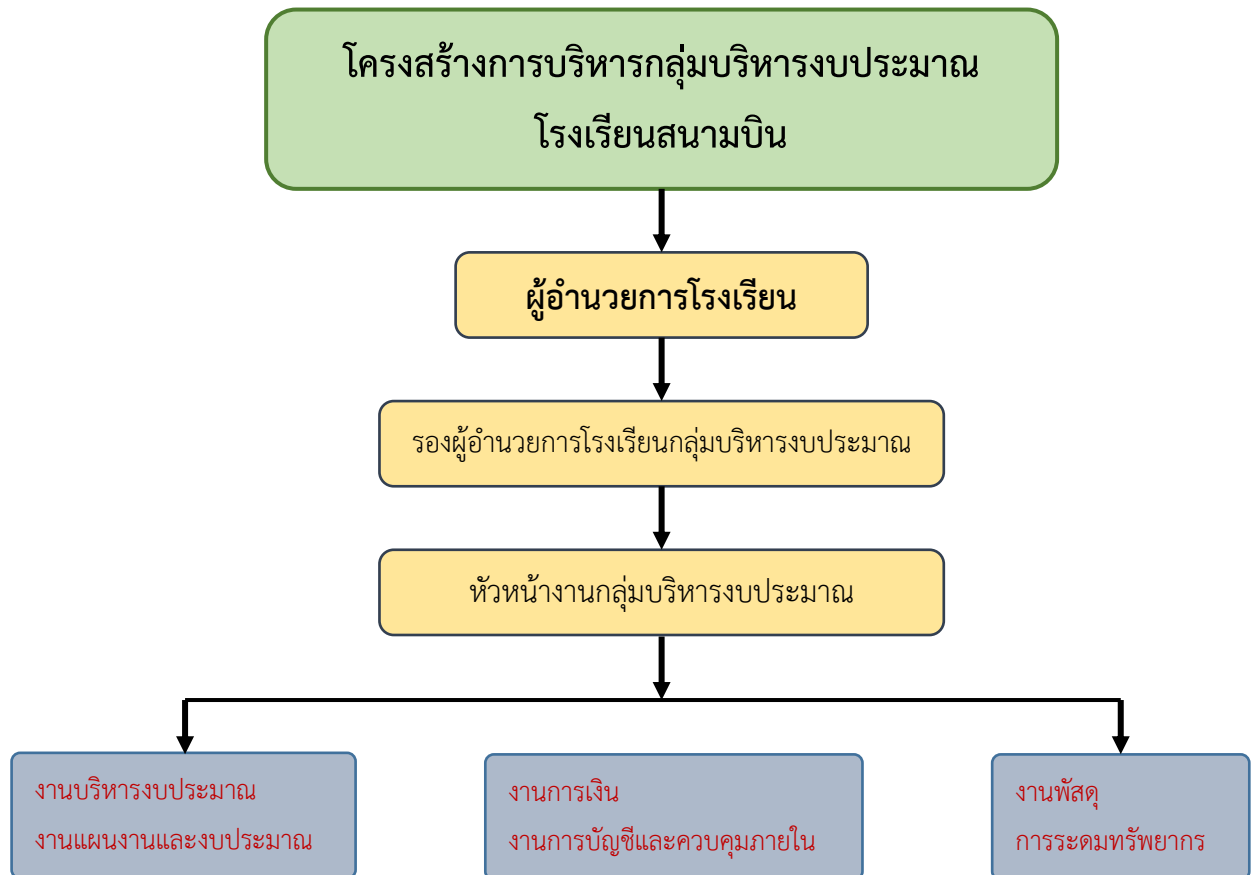 โครงสร้างการบริหารกลุ่มบริหารงบประมาณ
โรงเรียนสนามบิน
ผู้อำนวยการโรงเรียน
รองผู้อำนวยการโรงเรียนกลุ่มบริหารงบประมาณ
หัวหน้างานกลุ่มบริหารงบประมาณ
งานบริหารงบประมาณ
งานแผนงานและงบประมาณ
งานการเงิน
งานการบัญชีและควบคุมภายใน
งานพัสดุ
การระดมทรัพยากร